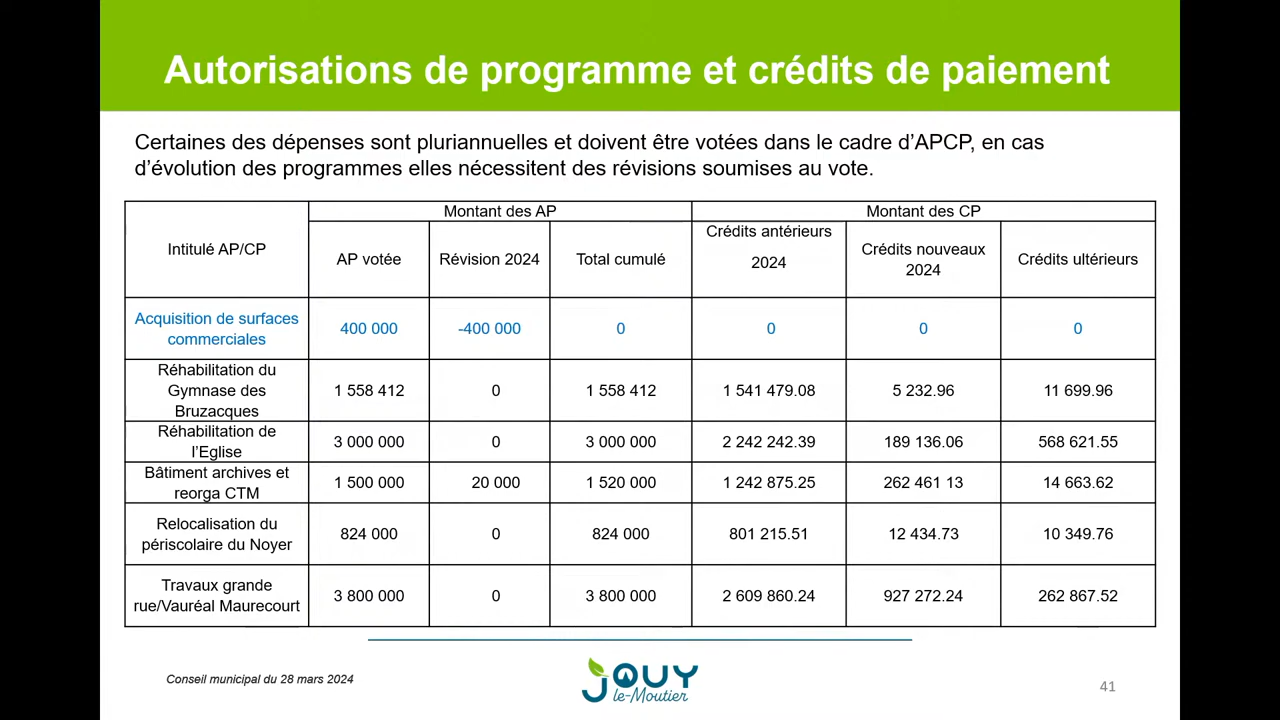 Autorisations de programme et crédits de paiement
Certaines des dépenses sont pluriannuelles et doivent être votées dans le cadre d’APCP, en cas
d’évolution des programmes elles nécessitent des révisions soumises au vote.
Intitulé AP/CP
Montant des AP
Montant des CP
AP votée
Révision 2024
Total cumulé
Crédits antérieurs
2024
Crédits nouveaux
2024
Crédits ultérieurs
Acquisition de surfaces
commerciales
400 000
-400 000
0
0
0
0
Réhabilitation du
Gymnase des
Bruzacques
1 558 412
0
1 558 412
1 541 479.08
5 232.96
11 699.96
Réhabilitation de
l’Eglise
3 000 000
0
3 000 000
2 242 242.39
189 136.06
568 621.55
Bâtiment archives et
reorga CTM
1 500 000
20 000
1 520 000
1 242 875.25
262 461 13
14 663.62
Relocalisation du
périscolaire du Noyer
824 000
0
824 000
801 215.51
12 434.73
10 349.76
Travaux grande
rue/Vauréal Maurecourt
3 800 000
0
3 800 000
2 609 860.24
927 272.24
262 867.52
Conseil municipal du 28 mars 2024
JOUY
le-Moutier
41